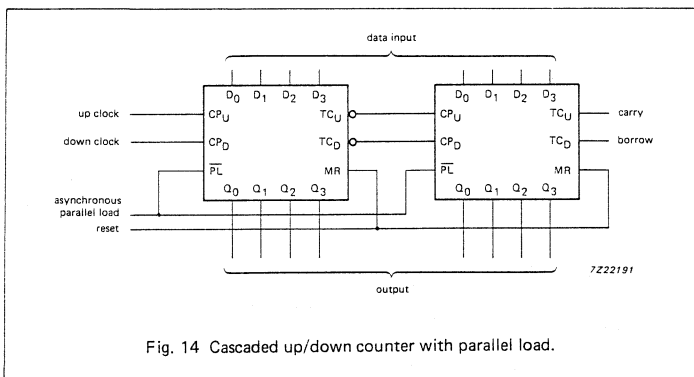 data input
D0 D1 D2 D3
D0 D1 D2 D3
up clock
CPU
TCU
CPU
TCU
carry
down clock
CPD
TCD
CPD
TCD
borrow
PL
MR
PL
MR
Q0 Q1 Q2 Q3
Q0 Q1 Q2 Q3
asynchronous
parallel load
reset
7Z22191
output
Fig. 14 Cascaded up/down counter with parallel load.